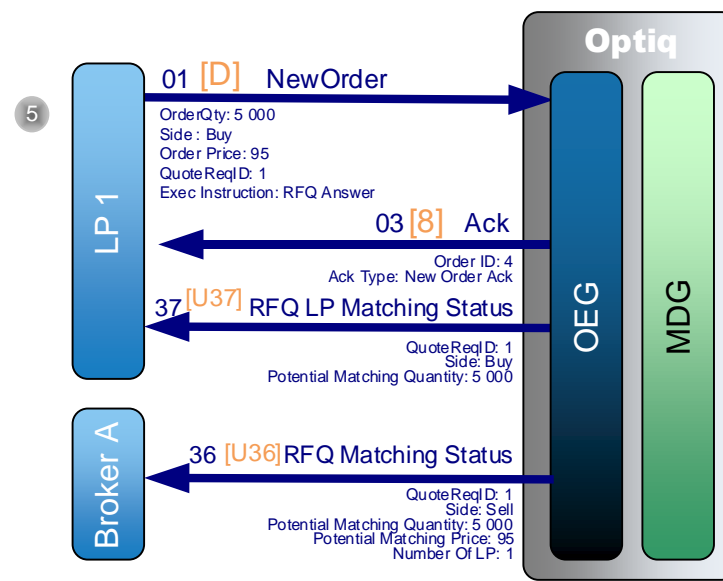 Optiq
5
LP 1
01 [D] NewOrder
OrderQty: 5 000
Side : Buy
Order Price: 95
QuoteReqID: 1
Exec Instruction: RFQ Answer
03 [8] Ack
Order ID: 4
Ack Type: New Order Ack
37 [U37] RFQ LP Matching Status
QuoteReqID: 1
Side: Buy
Potential Matching Quantity: 5 000
OEG
MDG
Broker A
36 [U36] RFQ Matching Status
QuoteReqID: 1
Side: Sell
Potential Matching Quantity: 5 000
Potential Matching Price: 95
Number Of LP: 1